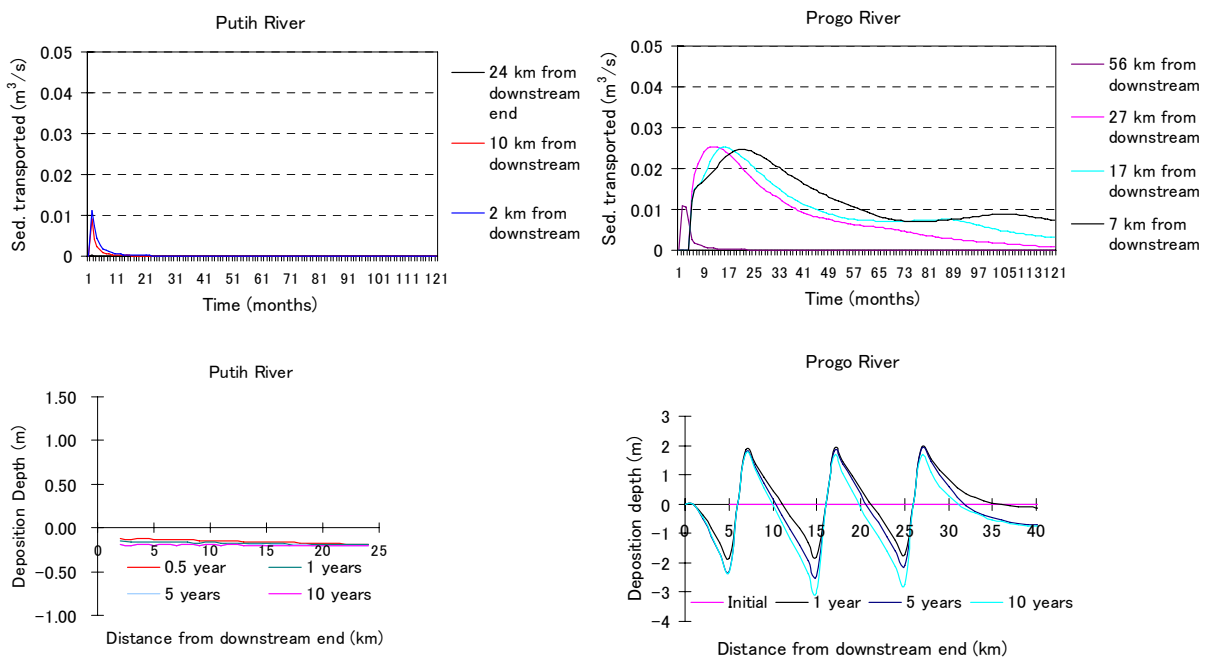 Putih River
Sed. transported (m³/s)
0.05
0.04
0.03
0.02
0.01
0
1 11 21 31 41 51 61 71 81 91 101 111 121
Time (months)
24 km from
downstream
end
10 km from
downstream
2 km from
downstream
Progo River
Sed. transported (m³/s)
0.05
0.04
0.03
0.02
0.01
0
1 9 17 25 33 41 49 57 65 73 81 89 97 105 113 121
Time (months)
56 km from
downstream
27 km from
downstream
17 km from
downstream
7 km from
downstream
Putih River
Deposition Depth (m)
1.50
1.00
0.50
0.00
-0.50
-1.00
0 5 10 15 20 25
0.5 year
1 years
5 years
10 years
Distance from downstream end (km)
Progo River
Deposition depth (m)
3
2
1
0
-1
-2
-3
-4
0 5 10 15 20 25 30 35 40
Initial
1 year
5 years
10 years
Distance from downstream end (km)